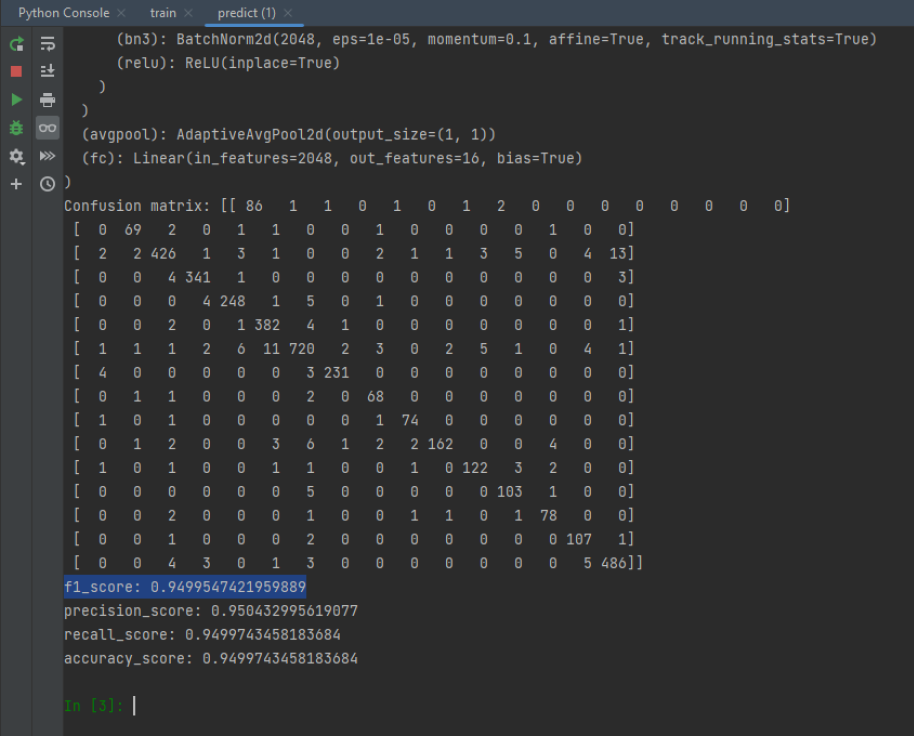 Python Console × train × predict (1) ×
(bn3): BatchNorm2d(2048, eps=1e-05, momentum=0.1, affine=True, track_running_stats=True)
(relu): ReLU(inplace=True)
)
)
(avgpool): AdaptiveAvgPool2d(output_size=(1, 1))
(fc): Linear(in_features=2048, out_features=16, bias=True)
)
Confusion matrix: [[ 86 1 1 0 1 0 1 2 0 0 0 0 0 0 0 0]
[ 0 69 2 0 1 1 0 0 1 0 0 0 0 1 0 0]
[ 2 2 426 1 3 1 0 0 2 1 1 3 5 0 4 13]
[ 0 0 4 341 1 0 0 0 0 0 0 0 0 0 0 3]
[ 0 0 0 4 248 1 5 0 1 0 0 0 0 0 0 0]
[ 0 0 2 0 1 382 4 1 0 0 0 0 0 0 0 1]
[ 1 1 1 2 6 11 720 2 3 0 2 5 1 0 4 1]
[ 4 0 0 0 0 0 3 231 0 0 0 0 0 0 0 0]
[ 0 1 1 0 0 0 2 0 68 0 0 0 0 0 0 0]
[ 1 0 1 0 0 0 0 0 1 74 0 0 0 0 0 0]
[ 0 1 2 0 0 3 6 1 2 2 162 0 0 4 0 0]
[ 1 0 1 0 0 1 1 0 0 1 0 122 3 2 0 0]
[ 0 0 0 0 0 0 5 0 0 0 0 0 103 1 0 0]
[ 0 0 2 0 0 0 1 0 0 1 1 0 1 78 0 0]
[ 0 0 1 0 0 0 2 0 0 0 0 0 0 0 107 1]
[ 0 0 4 3 0 1 3 0 0 0 0 0 0 0 5 486]]
f1_score: 0.9499547421959889
precision_score: 0.950432995619077
recall_score: 0.9499743458183684
accuracy_score: 0.9499743458183684
In [3]: